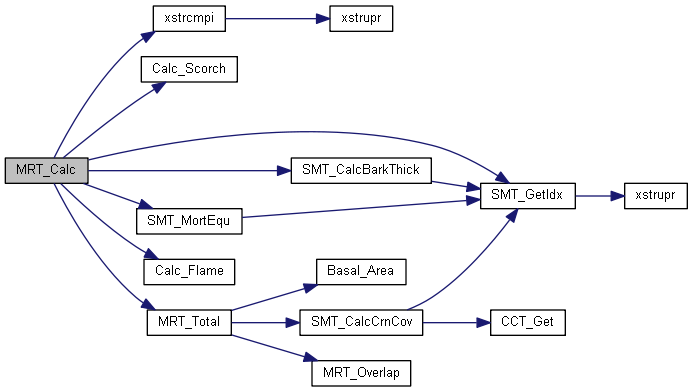 xstrcmpi
xstrupr
Calc_Scorch
MRT_Calc
SMT_CalcBarkThick
SMT_GetIdx
xstrupr
SMT_MortEqu
Calc_Flame
Basal_Area
MRT_Total
SMT_CalcCrnCov
CCT_Get
MRT_Overlap